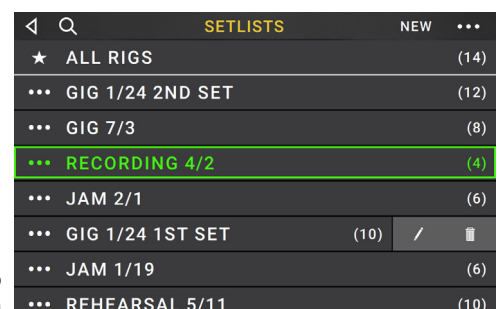 SETLISTS NEW
ALL RIGS (14)
GIG 1/24 2ND SET (12)
GIG 7/3 (8)
RECORDING 4/2 (4)
JAM 2/1 (6)
GIG 1/24 1ST SET (10)
JAM 1/19 (6)
REHEARSAL 5/11 (10)